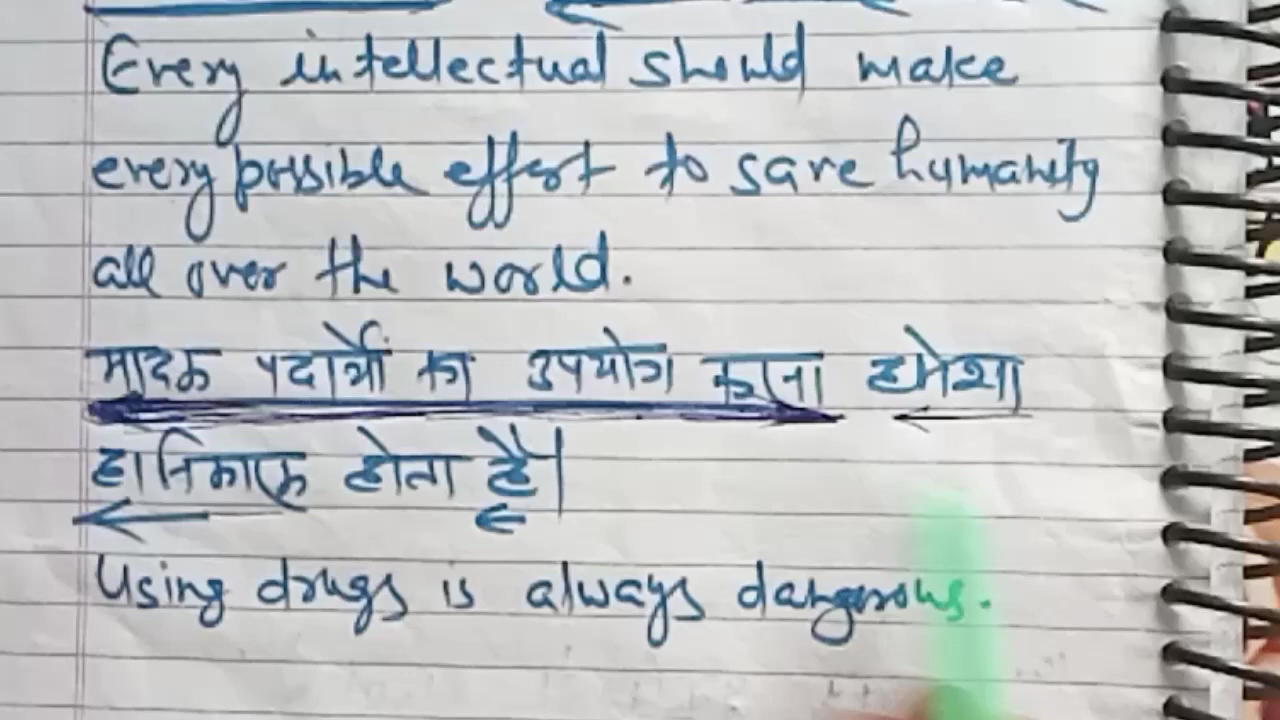 Every intellectual should make
every possible effort to save humanity
all over the world.
मादक पदार्थों का उपयोग करना हमेशा
हानिकारक होता है।
Using drugs is always dangerous.